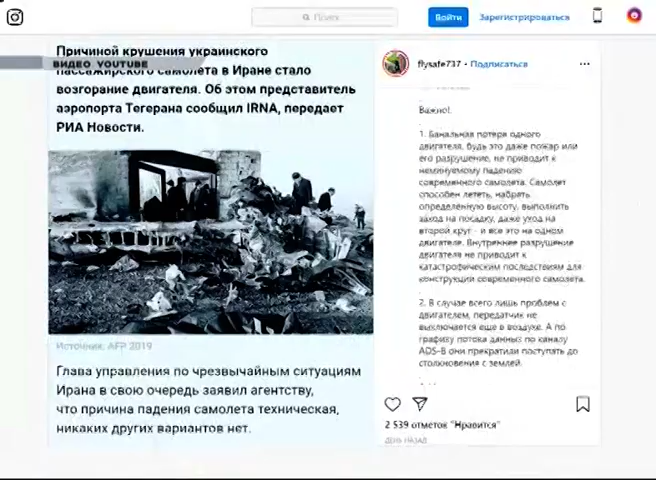 Поиск
Войти
Зарегистрироваться
Причиной крушения украинского
ВИДЕО YOUTUBE
пассажирского самолета в Иране стало
возгорание двигателя. Об этом представитель
аэропорта Тегерана сообщил IRNA, передает
РИА Новости.
Источник: AFP 2019
Глава управления по чрезвычайным ситуациям
Ирана в свою очередь заявил агентству,
что причина падения самолета техническая,
никаких других вариантов нет.
flysafe737 • Подписаться
Важно!
1. Банальная потеря одного
двигателя, будь это даже пожар или
его разрушение, не приводит к
неминуемому падению
современного самолета. Самолет
способен лететь, набрать
определенную высоту, выполнить
заход на посадку, даже уход на
второй круг - и все это на одном
двигателе. Внутреннее разрушение
двигателя не приводит к
катастрофическим последствиям для
конструкции современного самолета.
2. В случае всего лишь проблем с
двигателем, передатчик не
выключается еще в воздухе. А по
графику потока данных по каналу
ADS-B они прекратили поступать до
столкновения с землей.
2 539 отметок "Нравится"
ДЕНЬ НАЗАД